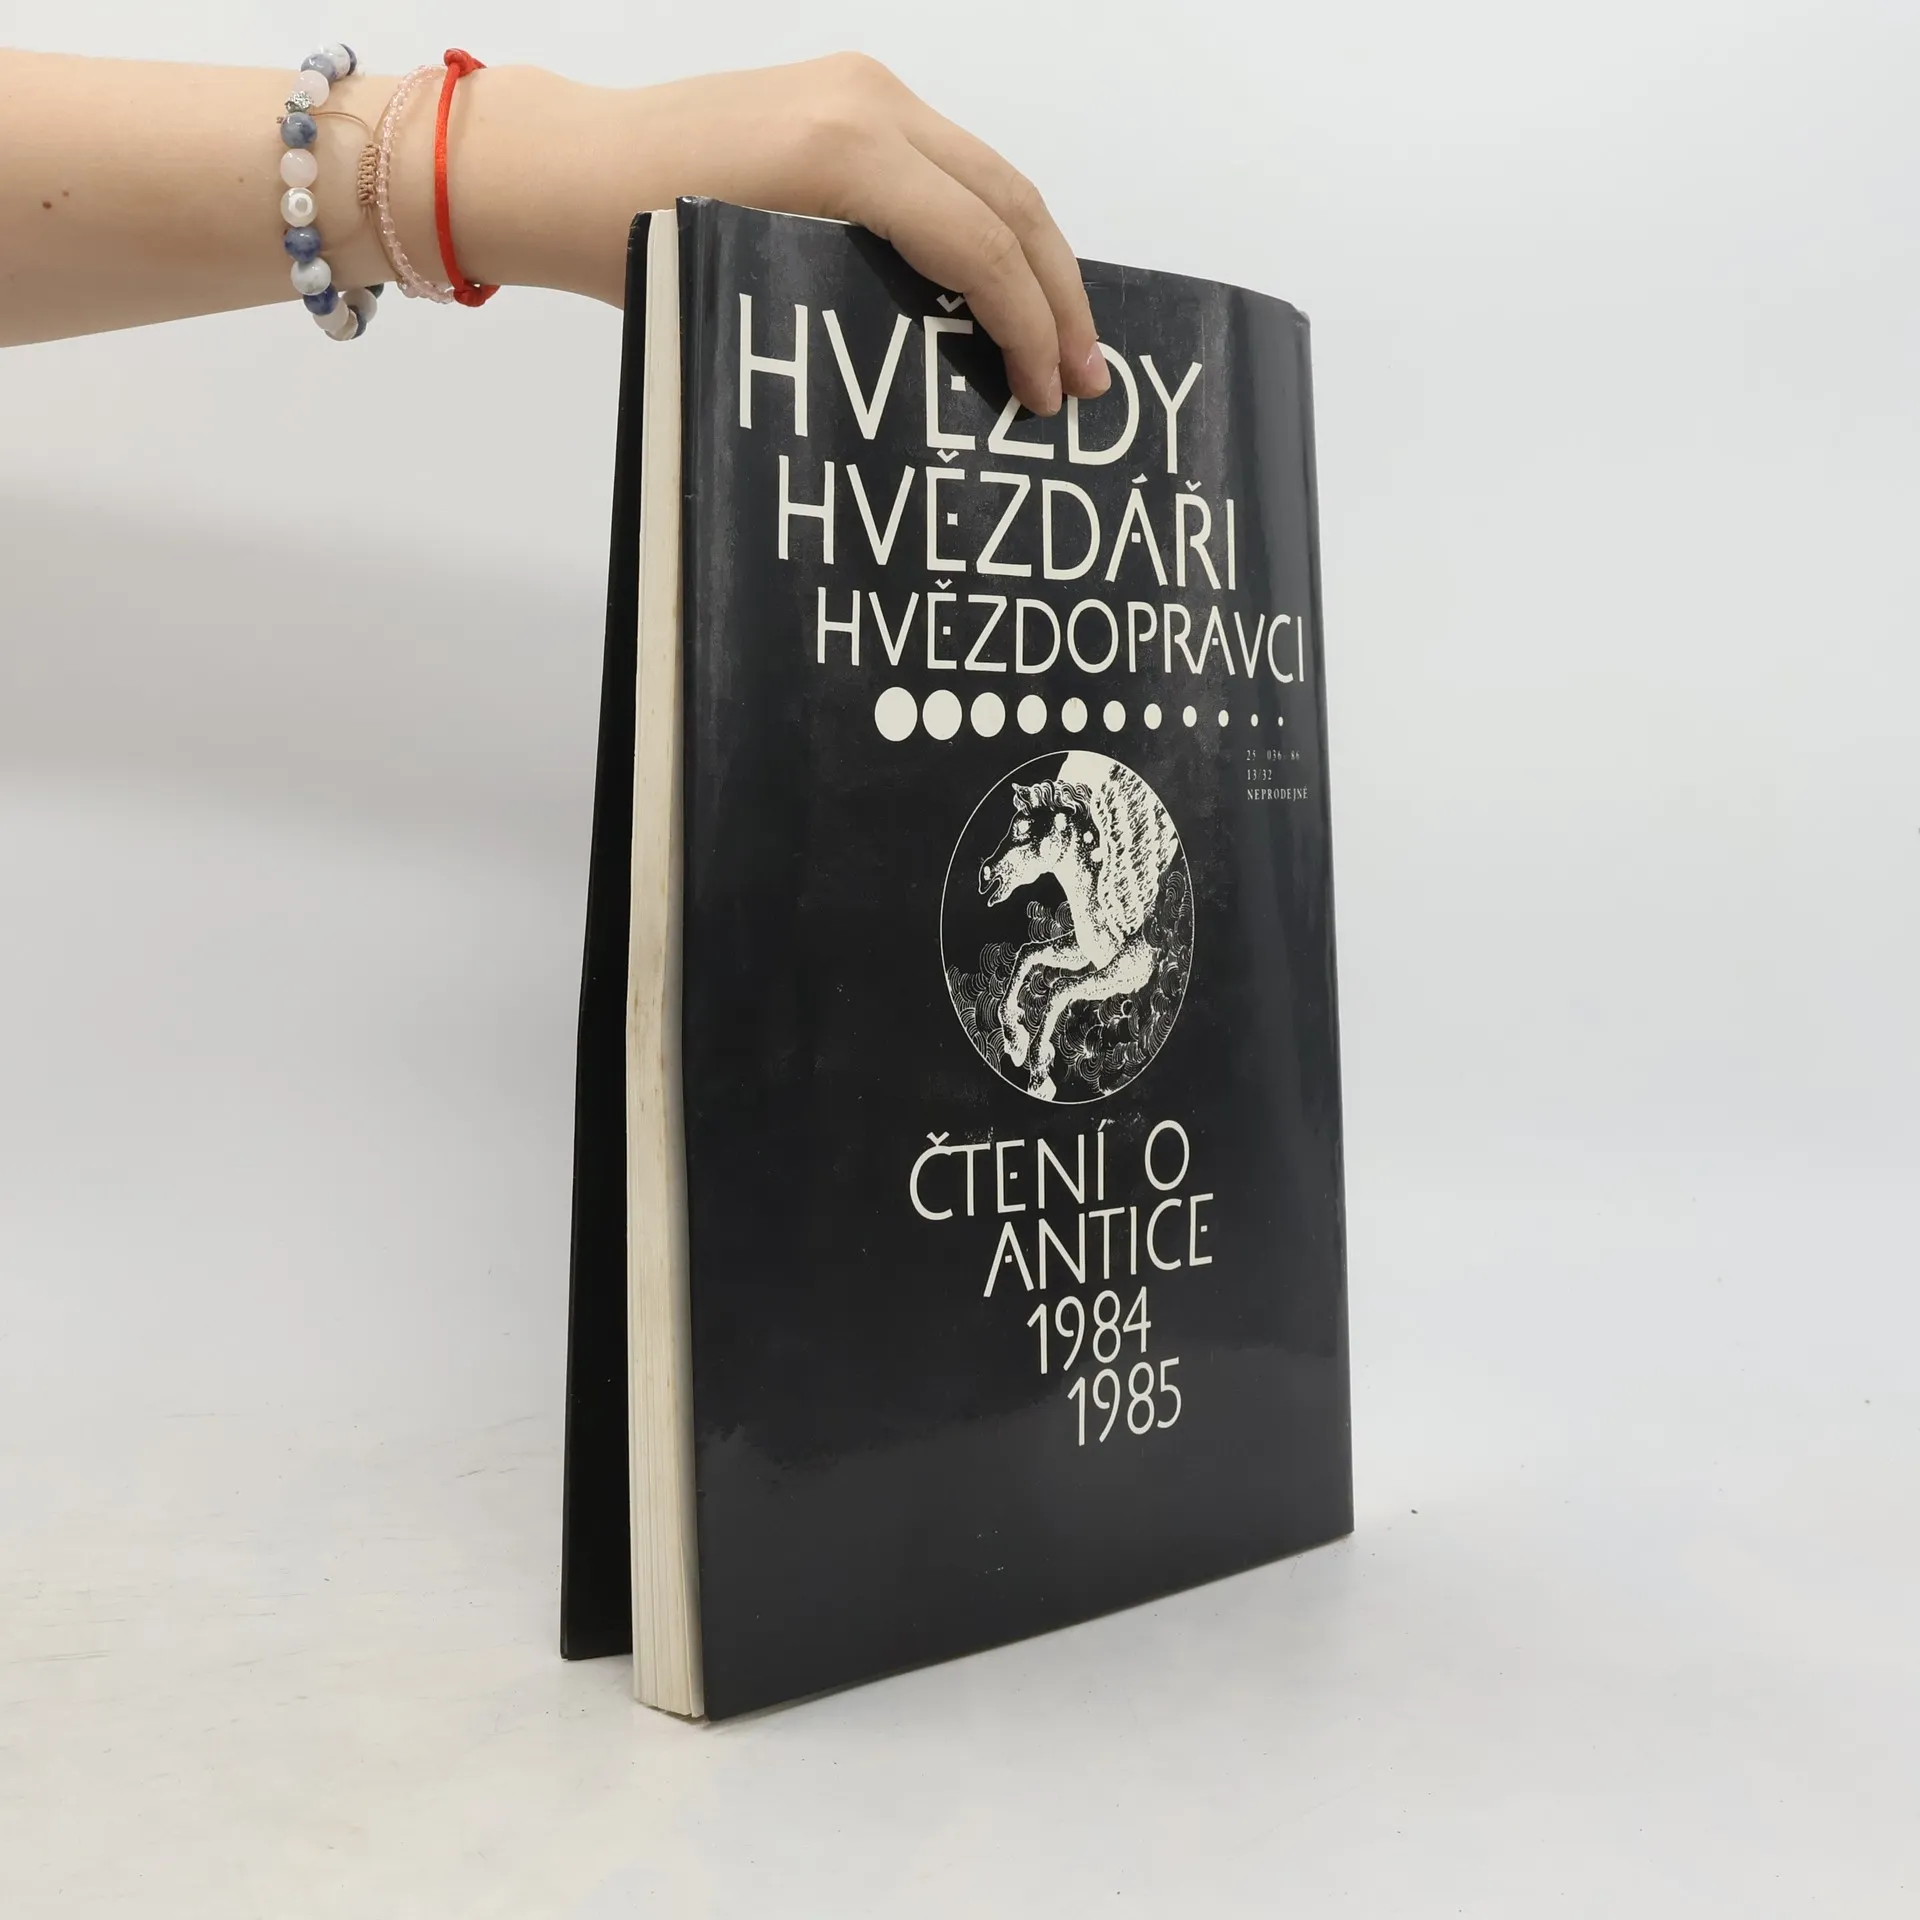 HVĚZDY
HVĚZDÁŘI
HVĚZDOPRAVCI
25 036 86
13/32
NEPRODEJNÉ
ČTENÍ O
ANTICE
1984
1985